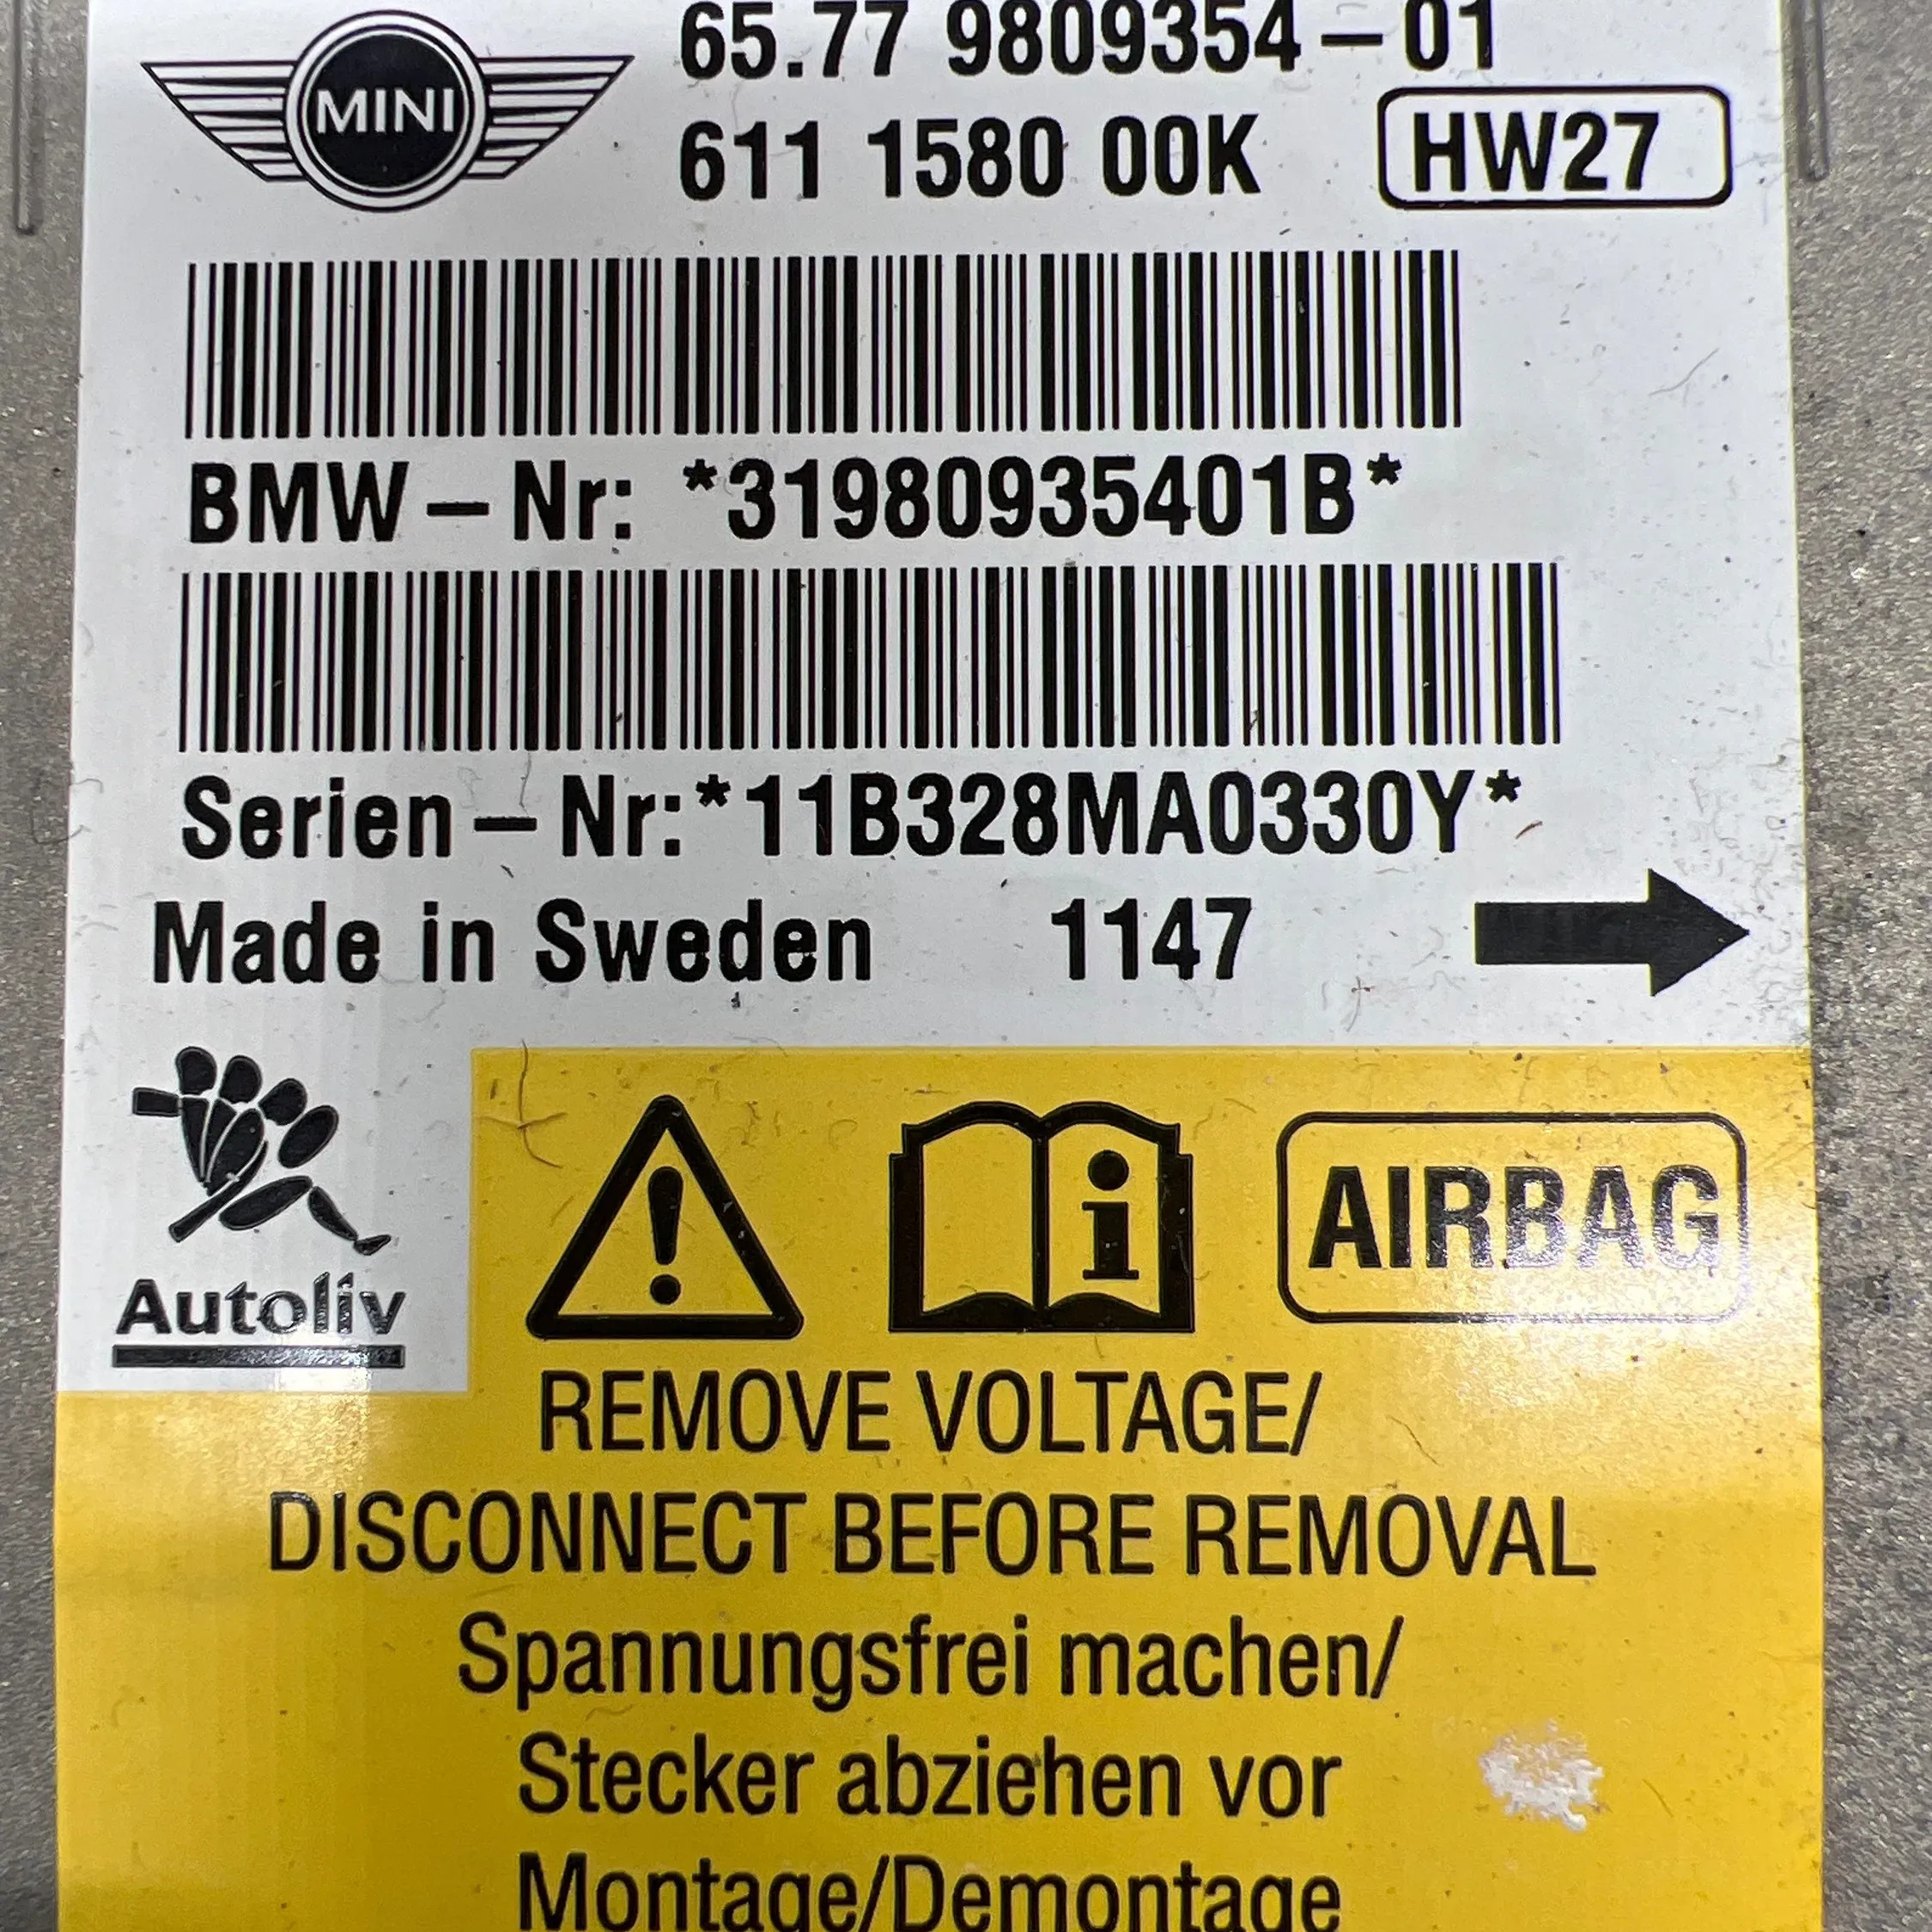 MINI
65.77 9809354-01
611 1580 00K HW27
BMW-Nr: *31980935401B*
Serien-Nr:*11B328MA0330Y*
Made in Sweden 1147
Autoliv
i AIRBAG
REMOVE VOLTAGE/
DISCONNECT BEFORE REMOVAL
Spannungsfrei machen/
Stecker abziehen vor
Montage/Demontage